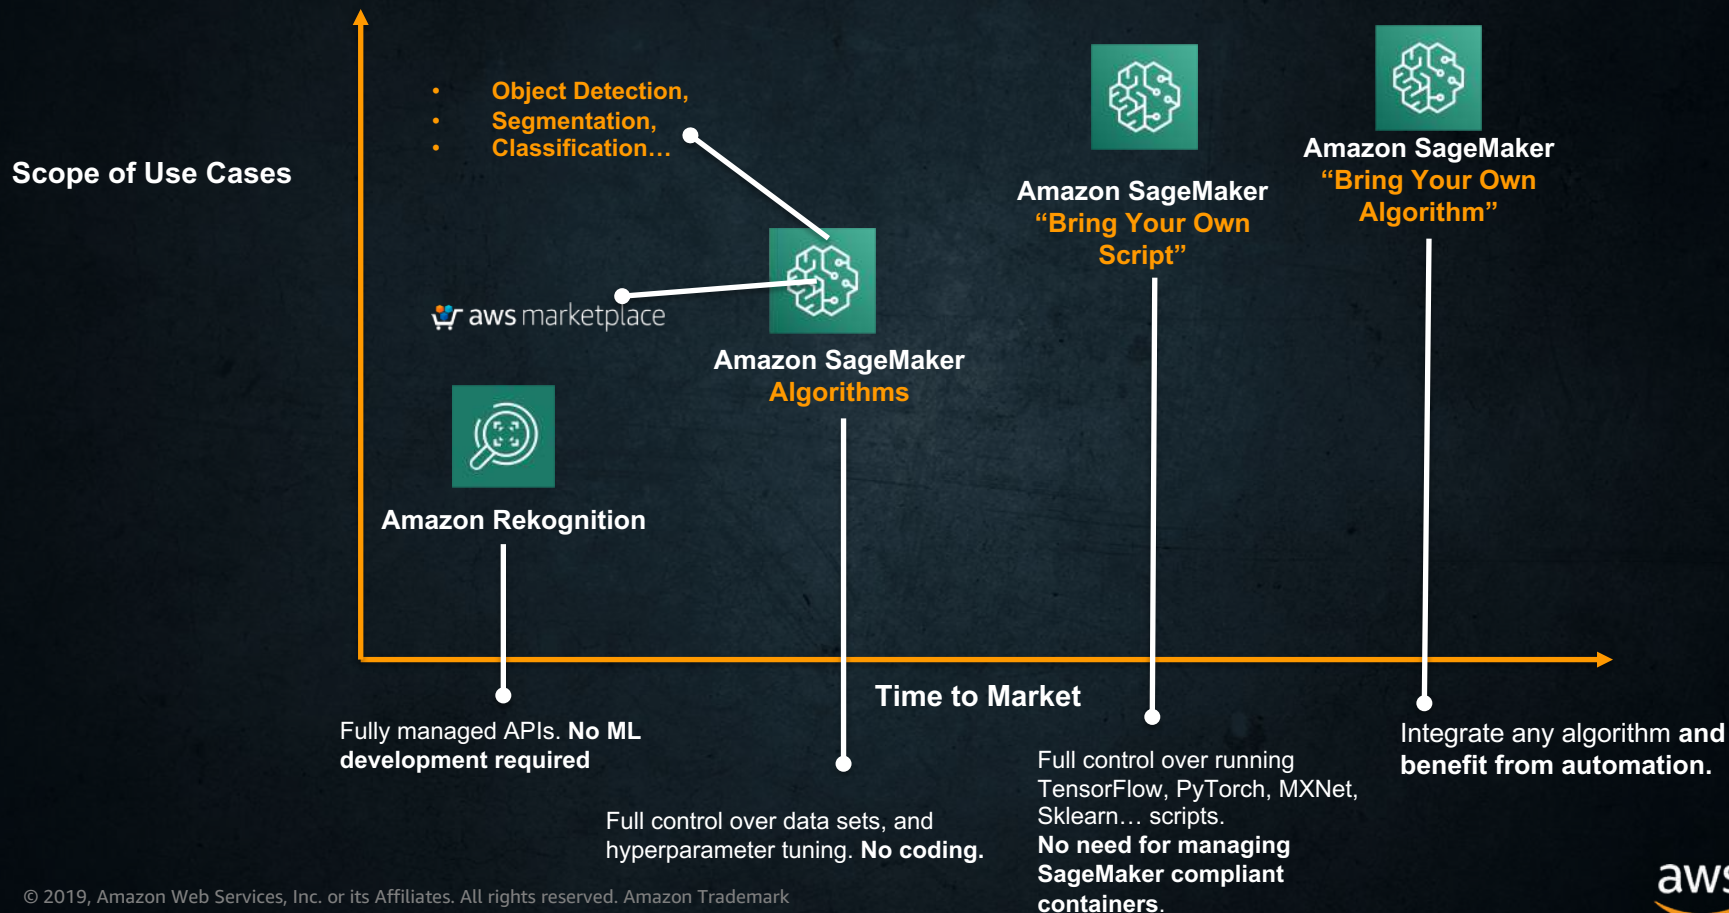 Scope of Use Cases
• Object Detection,
• Segmentation,
• Classification…
aws marketplace
Amazon Rekognition
Amazon SageMaker
Algorithms
Amazon SageMaker
“Bring Your Own
Script”
Amazon SageMaker
“Bring Your Own
Algorithm”
Time to Market
Fully managed APIs. No ML
development required
Full control over data sets, and
hyperparameter tuning. No coding.
Full control over running
TensorFlow, PyTorch, MXNet,
Sklearn… scripts.
No need for managing
SageMaker compliant
containers.
Integrate any algorithm and
benefit from automation.
© 2019, Amazon Web Services, Inc. or its Affiliates. All rights reserved. Amazon Trademark
aws